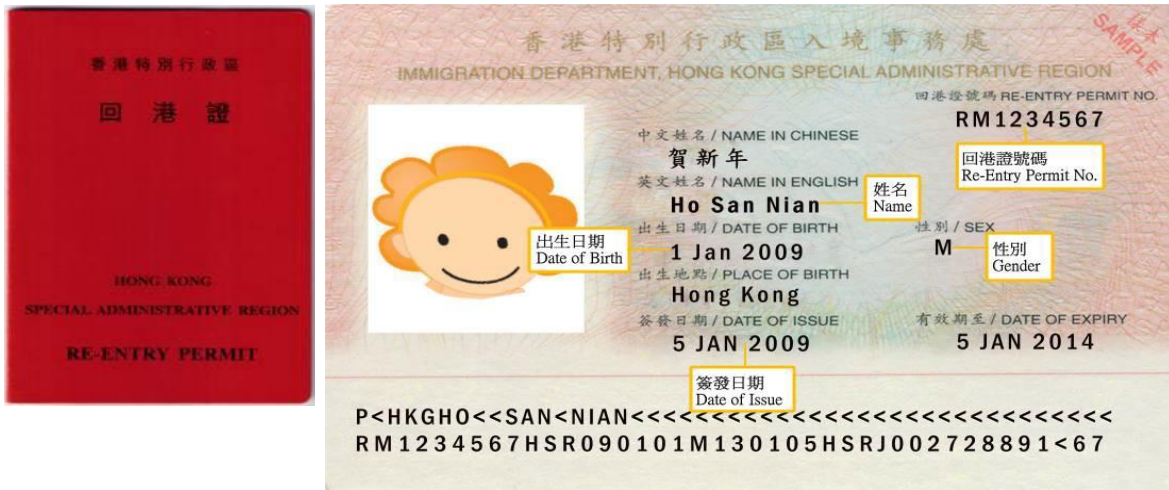 香港特別行政區
回港證
HONG KONG
SPECIAL ADMINISTRATIVE REGION
RE-ENTRY PERMIT
樣本
SAMPLE
香港特別行政區入境事務處
IMMIGRATION DEPARTMENT, HONG KONG SPECIAL ADMINISTRATIVE REGION
回港證號碼 RE-ENTRY PERMIT NO.
RM1234567
回港證號碼
Re-Entry Permit No.
中文姓名 / NAME IN CHINESE
賀新年
英文姓名 / NAME IN ENGLISH
Ho San Nian
姓名
Name
出生日期 / DATE OF BIRTH
1 Jan 2009
出生日期
Date of Birth
性別 / SEX
M
性別
Gender
出生地點 / PLACE OF BIRTH
Hong Kong
簽發日期 / DATE OF ISSUE
5 JAN 2009
有效期至 / DATE OF EXPIRY
5 JAN 2014
簽發日期
Date of Issue
P<HKGHO<<SAN<NIAN<<<<<<<<<<<<<<<<<<<<<<<<<<<<<<
RM1234567HSR090101M130105HSRJ002728891<67